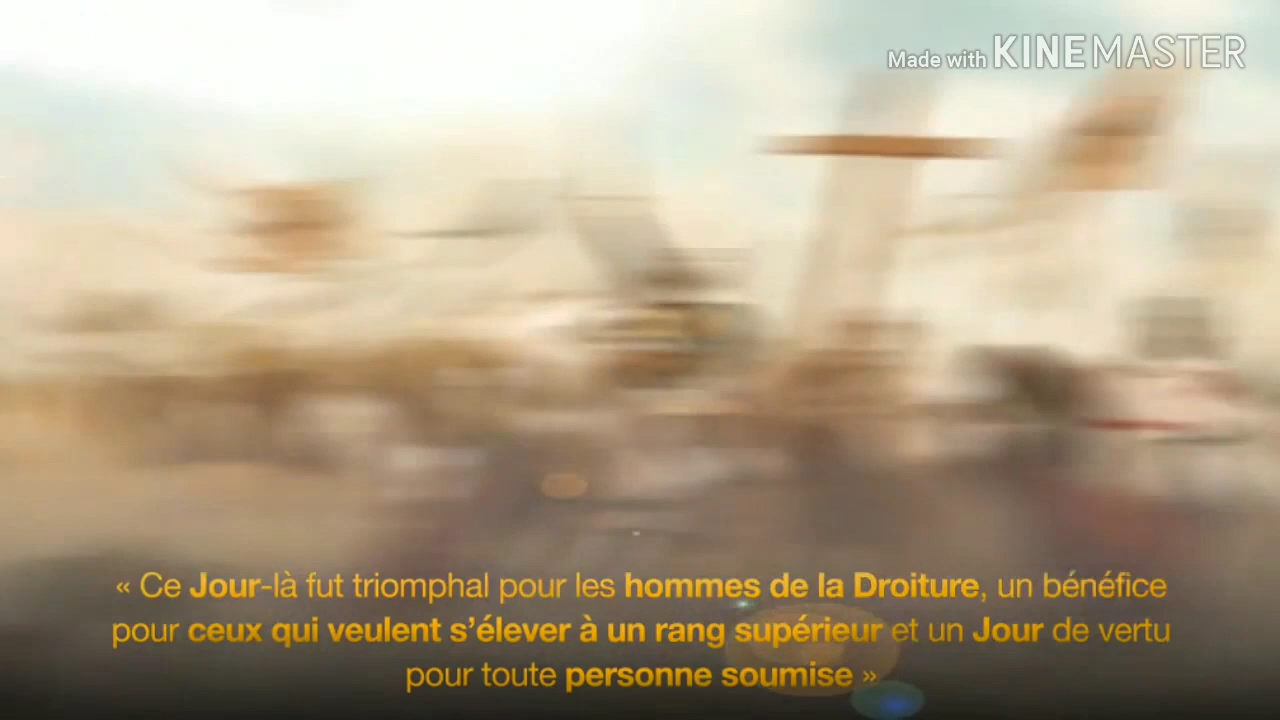 Made with KINEMASTER
« Ce Jour-là fut triomphal pour les hommes de la Droiture, un bénéfice
pour ceux qui veulent s’élever à un rang supérieur et un Jour de vertu
pour toute personne soumise »